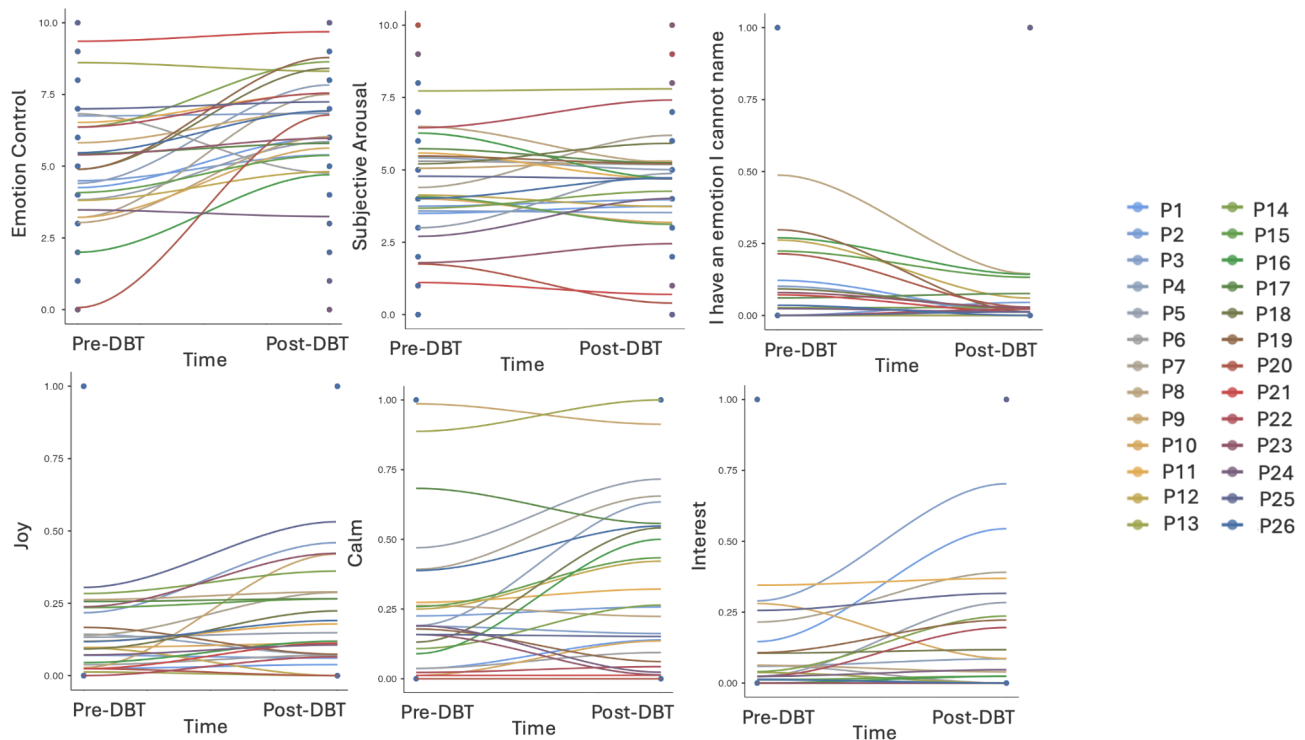 Emotion Control
10.0
7.5
5.0
2.5
0.0
Pre-DBT
Post-DBT
Time
Subjective Arousal
10.0
7.5
5.0
2.5
0.0
Pre-DBT
Post-DBT
Time
I have an emotion I cannot name
1.00
0.75
0.50
0.25
0.00
Pre-DBT
Post-DBT
Time
Joy
1.00
0.75
0.50
0.25
0.00
Pre-DBT
Post-DBT
Time
Calm
1.00
0.75
0.50
0.25
0.00
Pre-DBT
Post-DBT
Time
Interest
1.00
0.75
0.50
0.25
0.00
Pre-DBT
Post-DBT
Time
P1
P2
P3
P4
P5
P6
P7
P8
P9
P10
P11
P12
P13
P14
P15
P16
P17
P18
P19
P20
P21
P22
P23
P24
P25
P26